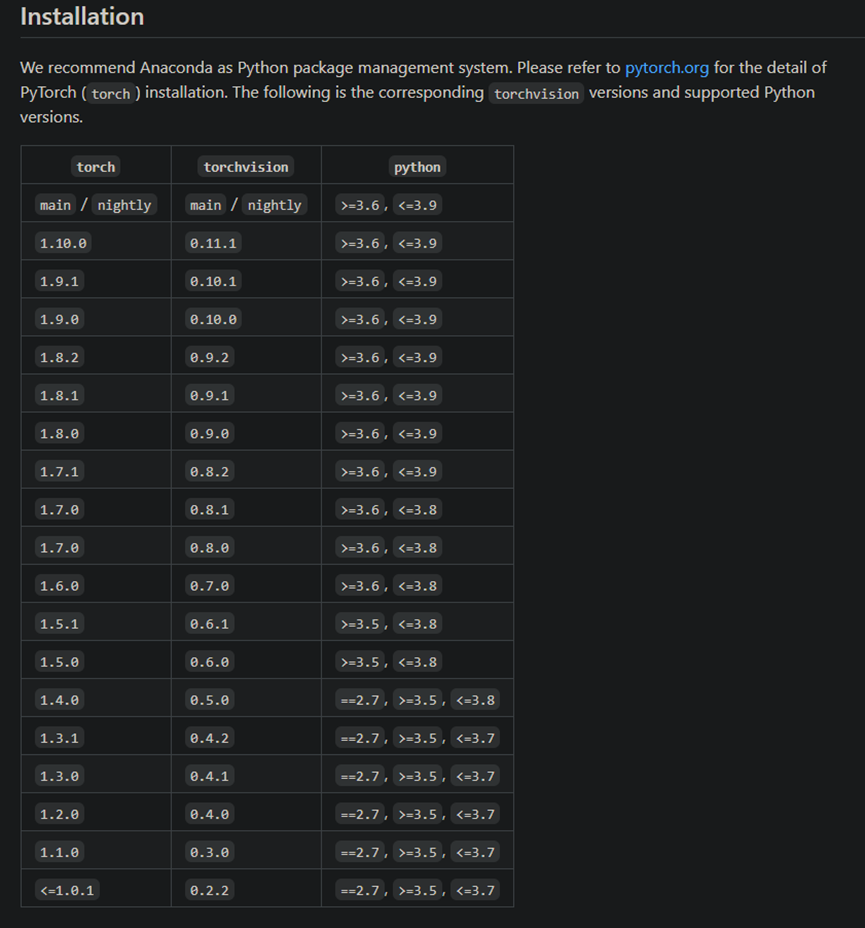 Installation
We recommend Anaconda as Python package management system. Please refer to pytorch.org for the detail of
PyTorch ( torch ) installation. The following is the corresponding torchvision versions and supported Python
versions.
torch torchvision python
main / nightly main / nightly >=3.6 , <=3.9
1.10.0 0.11.1 >=3.6 , <=3.9
1.9.1 0.10.1 >=3.6 , <=3.9
1.9.0 0.10.0 >=3.6 , <=3.9
1.8.2 0.9.2 >=3.6 , <=3.9
1.8.1 0.9.1 >=3.6 , <=3.9
1.8.0 0.9.0 >=3.6 , <=3.9
1.7.1 0.8.2 >=3.6 , <=3.9
1.7.0 0.8.1 >=3.6 , <=3.8
1.7.0 0.8.0 >=3.6 , <=3.8
1.6.0 0.7.0 >=3.6 , <=3.8
1.5.1 0.6.1 >=3.5 , <=3.8
1.5.0 0.6.0 >=3.5 , <=3.8
1.4.0 0.5.0 ==2.7 , >=3.5 , <=3.8
1.3.1 0.4.2 ==2.7 , >=3.5 , <=3.7
1.3.0 0.4.1 ==2.7 , >=3.5 , <=3.7
1.2.0 0.4.0 ==2.7 , >=3.5 , <=3.7
1.1.0 0.3.0 ==2.7 , >=3.5 , <=3.7
<=1.0.1 0.2.2 ==2.7 , >=3.5 , <=3.7